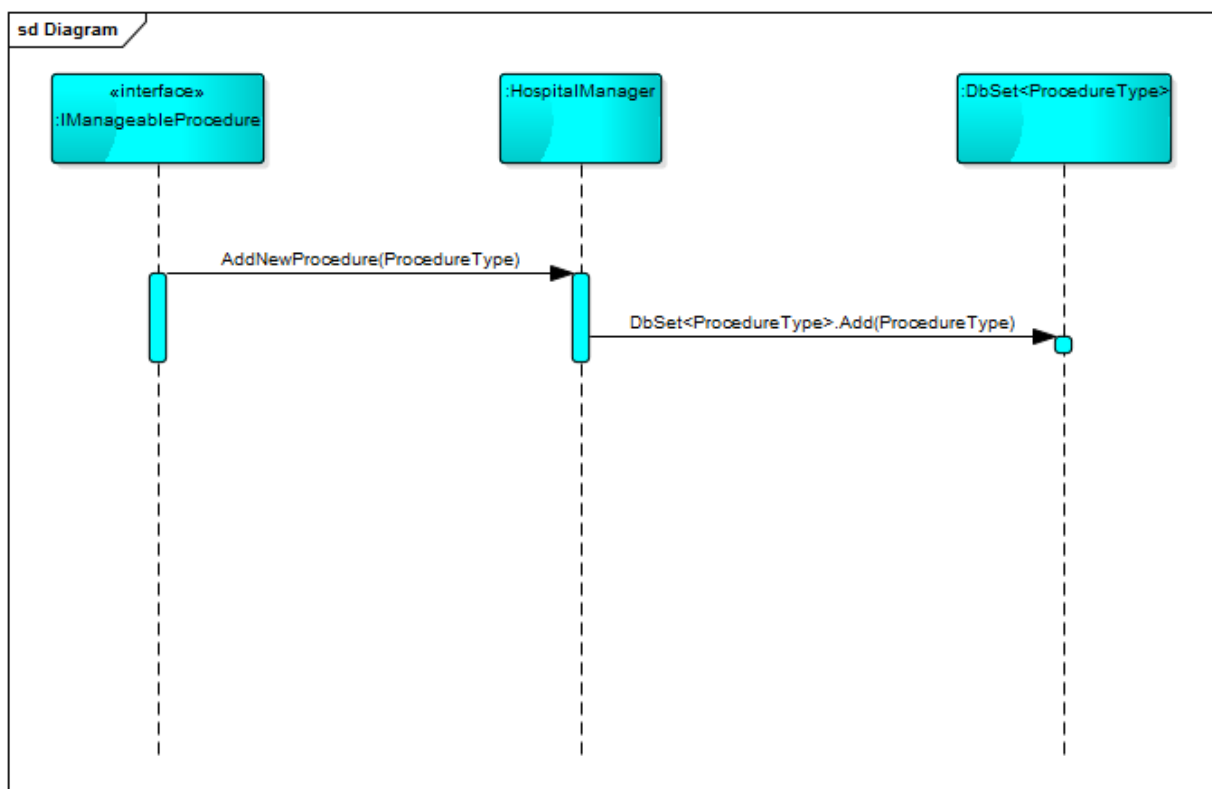 sd Diagram
«interface»
:IManageableProcedure
:HospitalManager
:DbSet<ProcedureType>
AddNewProcedure(ProcedureType)
DbSet<ProcedureType>.Add(ProcedureType)